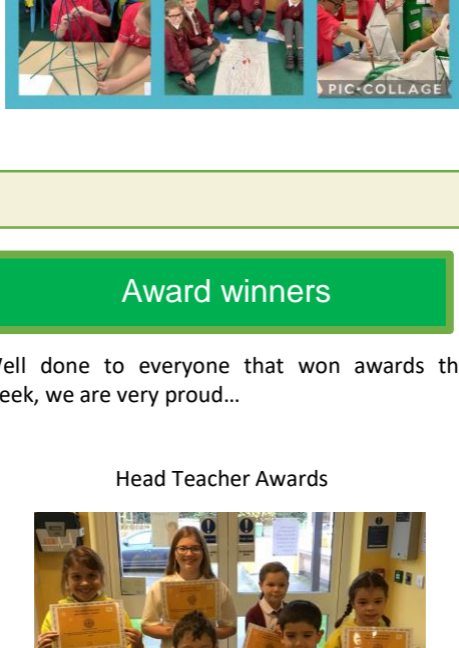 PIC•COLLAGE
Award winners
ell done to everyone that won awards th
eek, we are very proud…
Head Teacher Awards